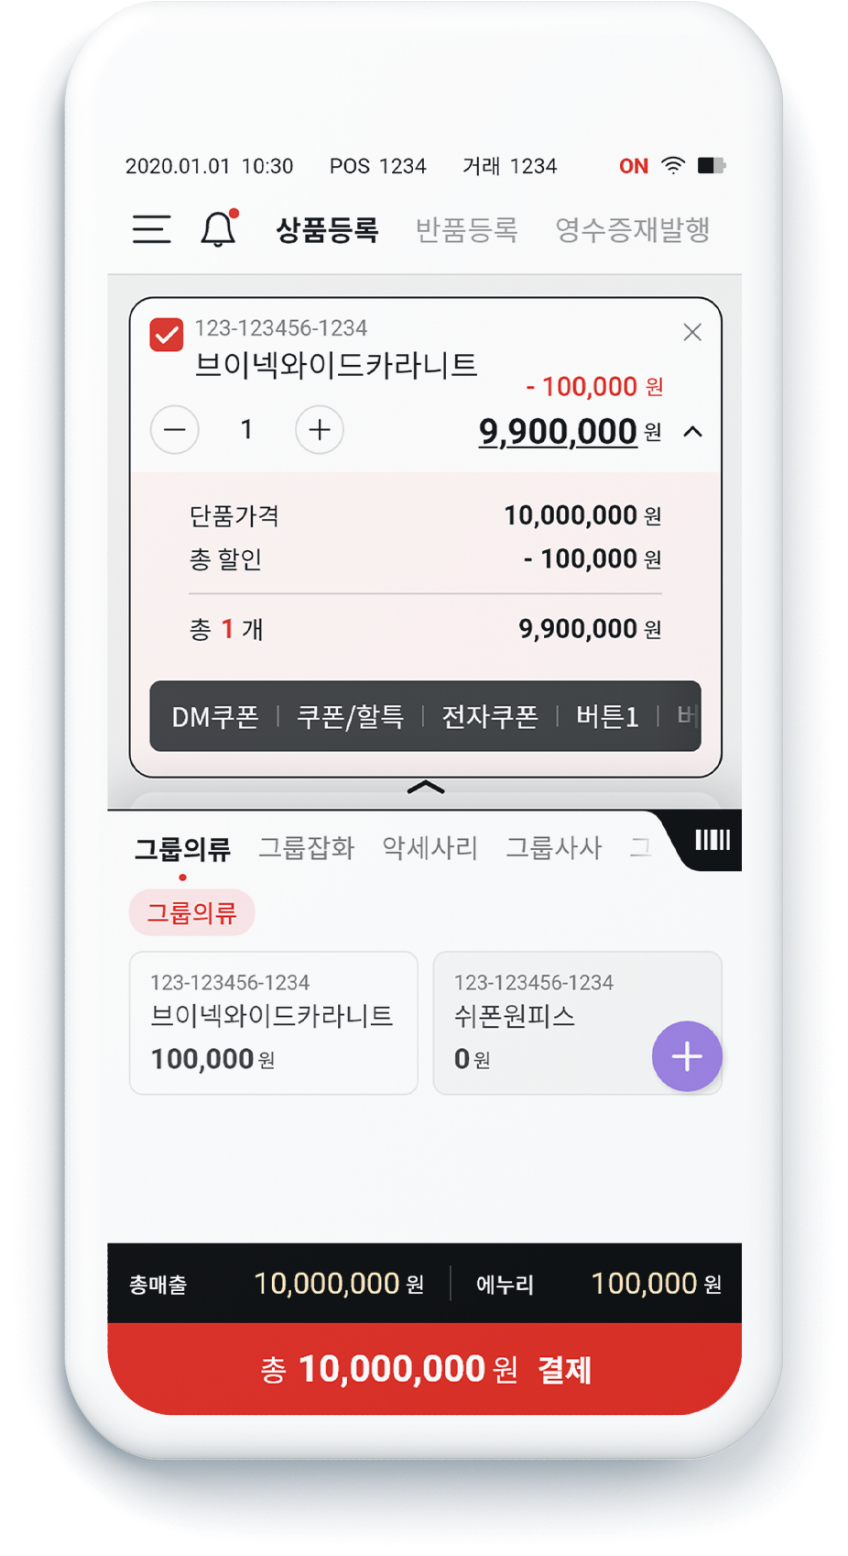 2020.01.01 10:30 POS 1234 거래 1234 ON
상품등록 반품등록 영수증재발행
123-123456-1234
브이넥와이드카라니트
- 100,000 원
1 9,900,000 원
단품가격 10,000,000 원
총 할인 - 100,000 원
총 1 개 9,900,000 원
DM쿠폰 쿠폰/할특 전자쿠폰 버튼1
그룹의류 그룹잡화 악세사리 그룹사사
그룹의류
123-123456-1234
브이넥와이드카라니트
100,000 원
123-123456-1234
쉬폰원피스
0 원
총매출 10,000,000 원 에누리 100,000 원
총 10,000,000 원 결제